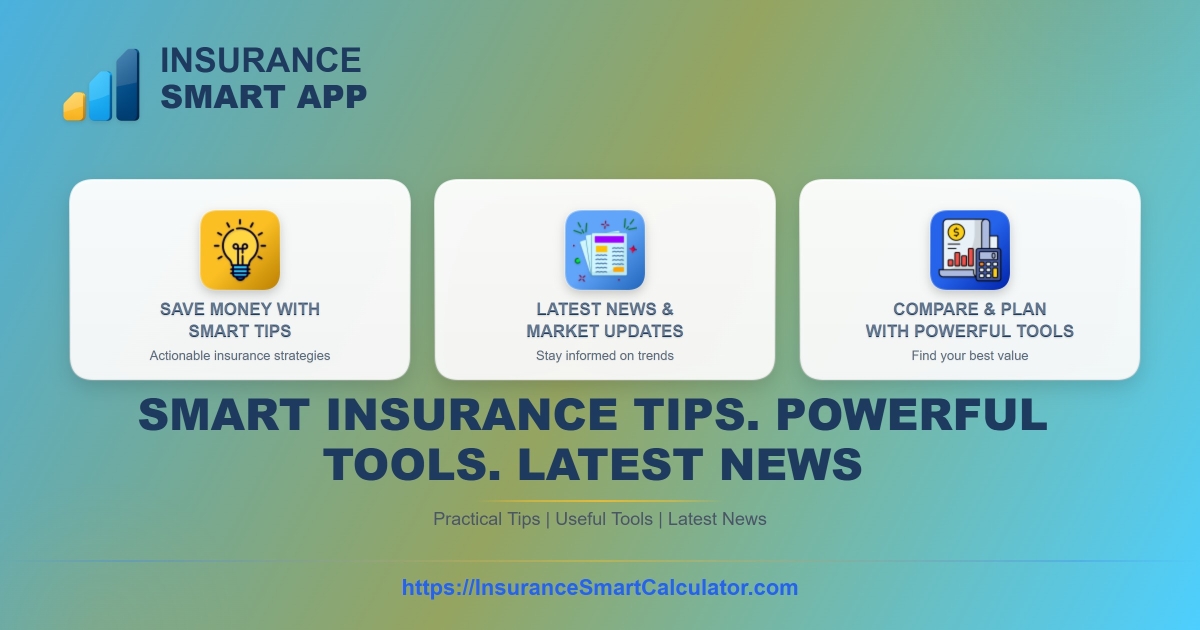 INSURANCE
SMART APP
SAVE MONEY WITH
SMART TIPS
Actionable insurance strategies
LATEST NEWS &
MARKET UPDATES
Stay informed on trends
$
COMPARE & PLAN
WITH POWERFUL TOOLS
Find your best value
SMART INSURANCE TIPS. POWERFUL
TOOLS. LATEST NEWS
Practical Tips | Useful Tools | Latest News
https://InsuranceSmartCalculator.com